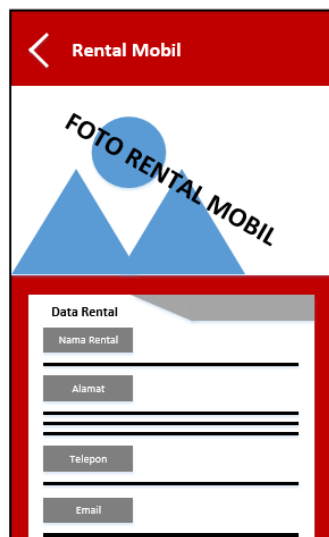 Rental Mobil
FOTO RENTAL MOBIL
Data Rental
Nama Rental
Alamat
Telepon
Email